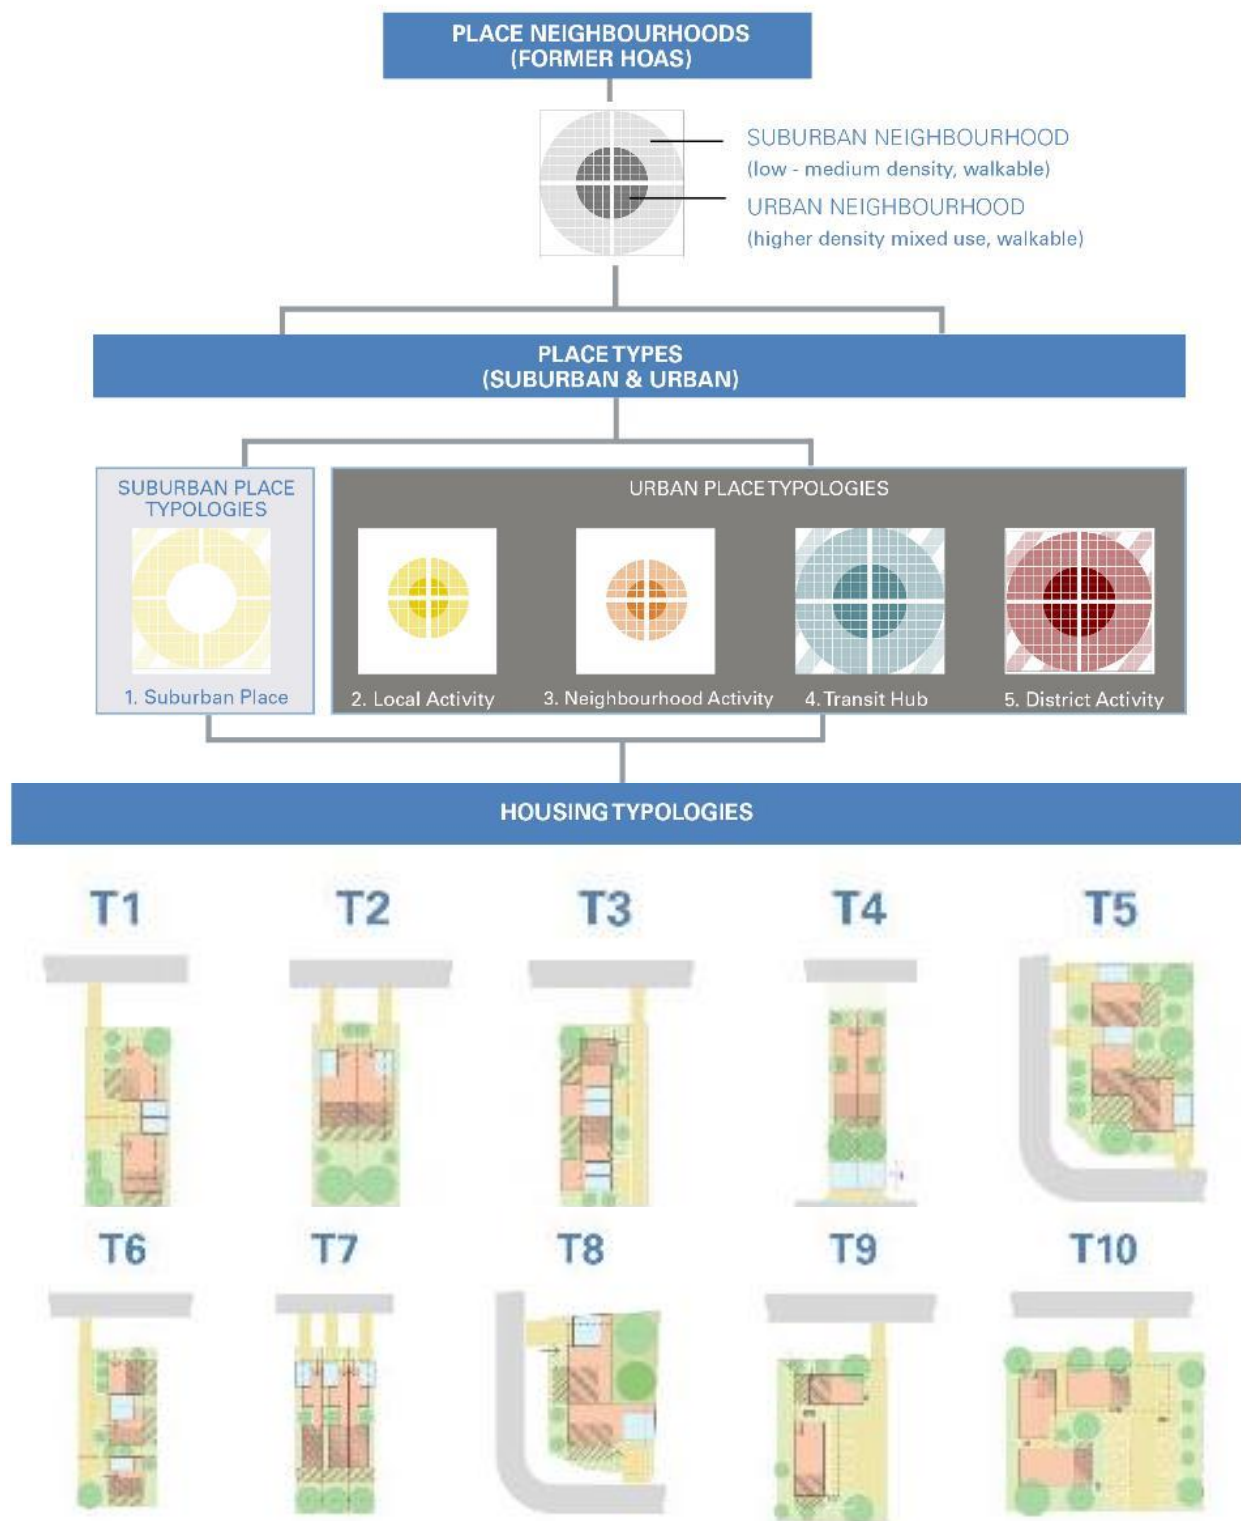 PLACE NEIGHBOURHOODS
(FORMER HOAS)
SUBURBAN NEIGHBOURHOOD
(low - medium density, walkable)
URBAN NEIGHBOURHOOD
(higher density mixed use, walkable)
PLACE TYPES
(SUBURBAN & URBAN)
SUBURBAN PLACE
TYPOLOGIES
URBAN PLACE TYPOLOGIES
1. Suburban Place
2. Local Activity
3. Neighbourhood Activity
4. Transit Hub
5. District Activity
HOUSING TYPOLOGIES
T1
T2
T3
T4
T5
T6
T7
T8
T9
T10